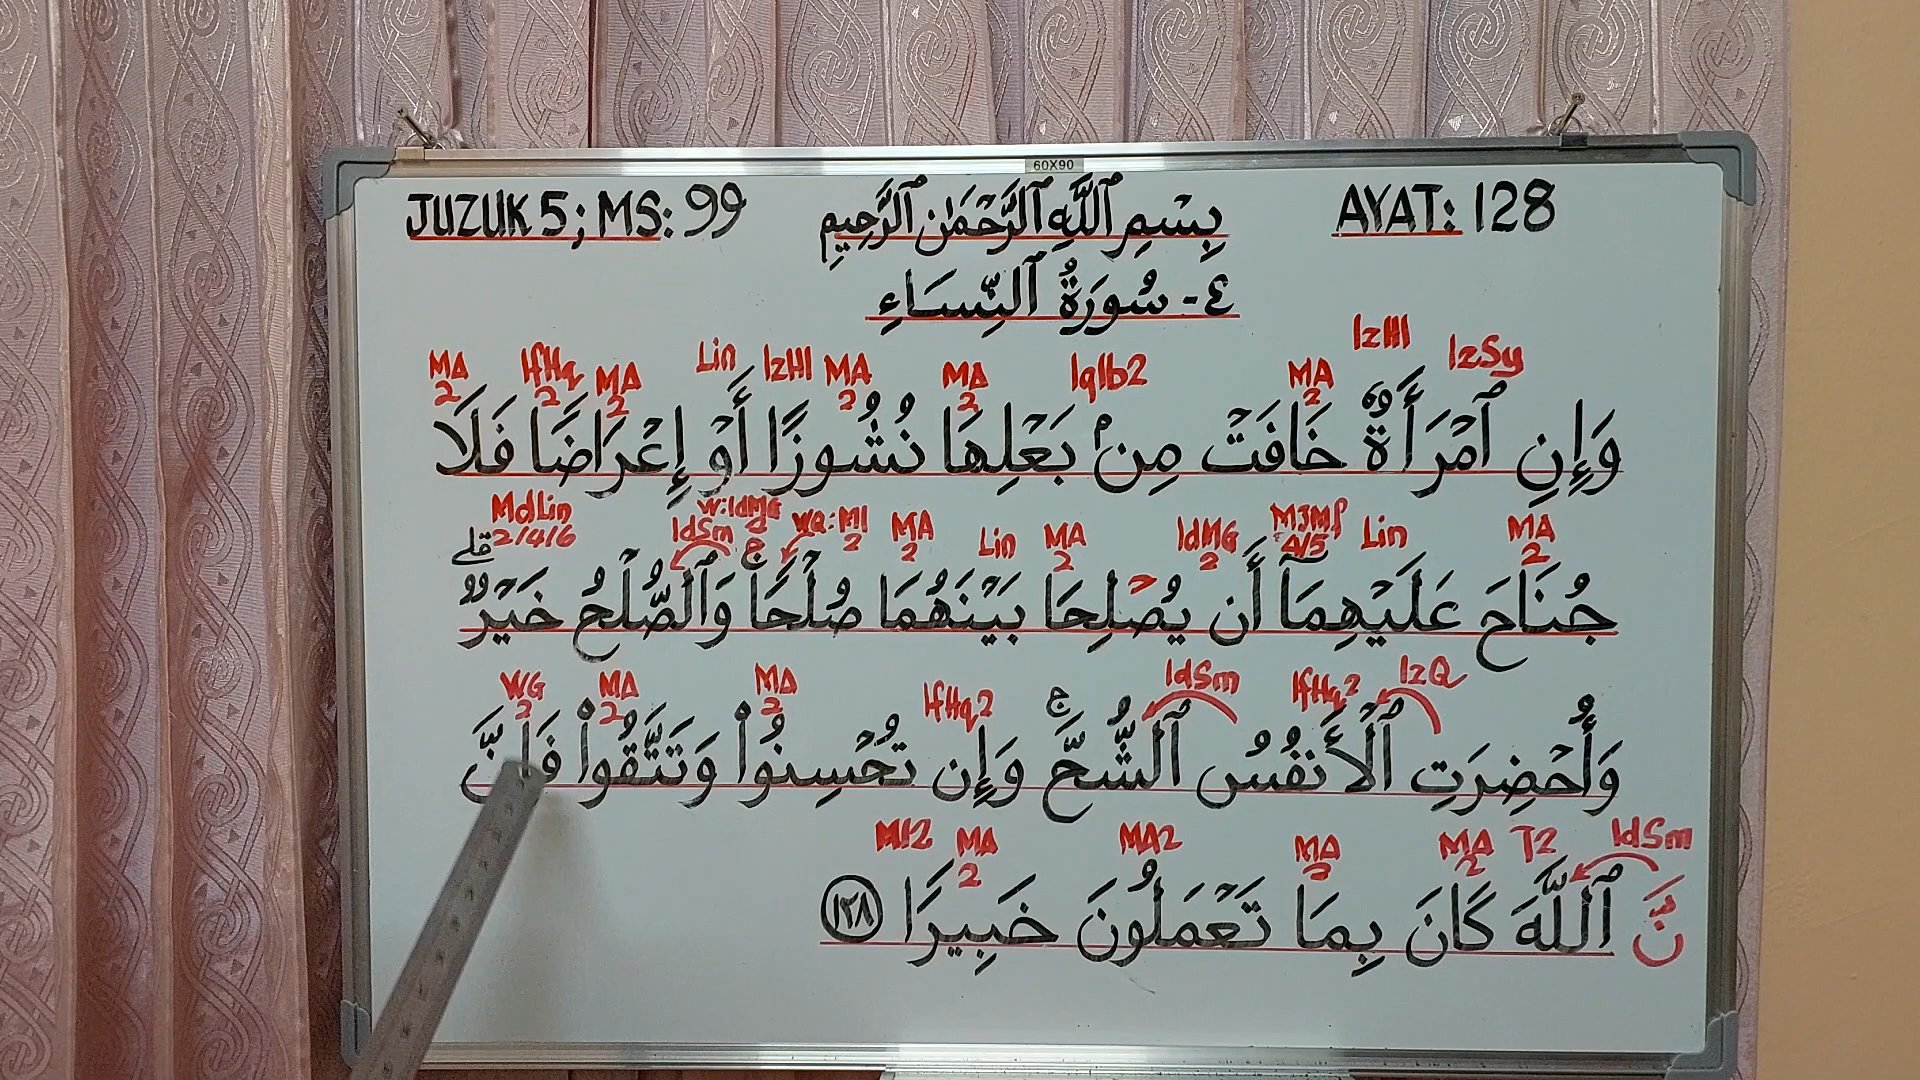 60X90
JUZUK 5; MS: 99 بِسْمِ ٱللَّهِ ٱلرَّحْمَٰنِ ٱلرَّحِيمِ AYAT: 128
٤- سُورَةُ ٱلنِّسَاءِ
MA 2 IfHq 2 MA 2 Lin IzHl MA 2 MA 2 Iqlb2 MA 2 IzHl IzSy
وَإِنِ ٱمْرَأَةٌ خَافَتْ مِنۢ بَعْلِهَا نُشُوزًا أَوْ إِعْرَاضًا فَلَا
MdLin 2/4/6 IdSm W:IdMG 2 WQ:MI 2 MA 2 Lin MA 2 IdMG 2 M3Mf 4/5 Lin MA 2
جُنَاحَ عَلَيْهِمَآ أَن يُصْلِحَا بَيْنَهُمَا صُلْحًا ۚ وَٱلصُّلْحُ خَيْرٌ ۗ
WG 2 MA 2 MA 2 IfHq2 IdSm IfHq2 IzQ
وَأُحْضِرَتِ ٱلْأَنفُسُ ٱلشُّحَّ ۚ وَإِن تُحْسِنُوا۟ وَتَتَّقُوا۟ فَإِنَّ
MI2 MA 2 MA2 MA 2 MA 2 T2 IdSm
نَّ ٱللَّهَ كَانَ بِمَا تَعْمَلُونَ خَبِيرًا ١٢٨